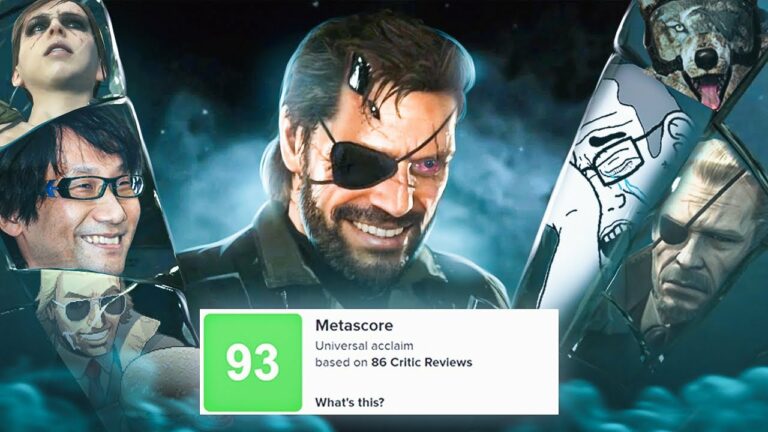 93
Metascore
Universal acclaim
based on 86 Critic Reviews
What's this?